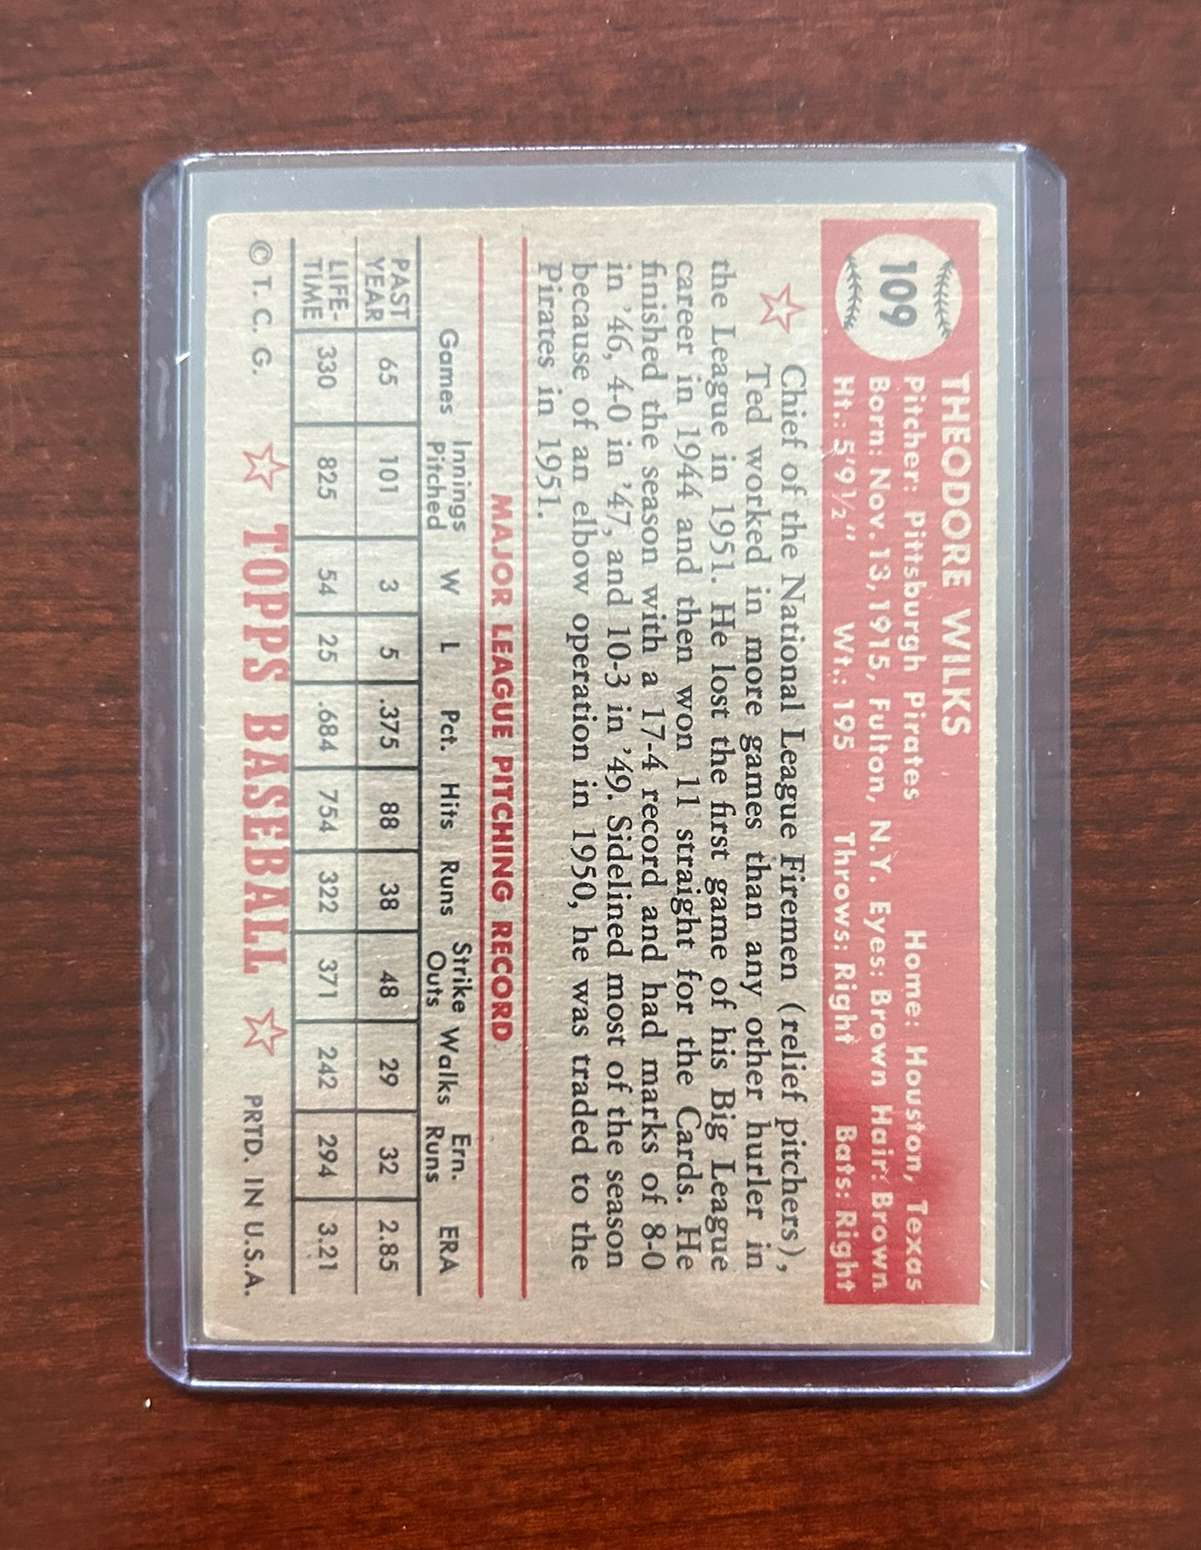 109
THEODORE WILKS
Pitcher: Pittsburgh Pirates Home: Houston, Texas
Born: Nov. 13, 1915, Fulton, N.Y. Eyes: Brown Hair: Brown
Ht.: 5'9½" Wt.: 195 Throws: Right Bats: Right
Chief of the National League Firemen (relief pitchers),
Ted worked in more games than any other hurler in
the League in 1951. He lost the first game of his Big League
career in 1944 and then won 11 straight for the Cards. He
finished the season with a 17-4 record and had marks of 8-0
in '46, 4-0 in '47, and 10-3 in '49. Sidelined most of the season
because of an elbow operation in 1950, he was traded to the
Pirates in 1951.
MAJOR LEAGUE PITCHING RECORD
Games Innings Pitched W L Pct. Hits Runs Strike Outs Walks Ern. Runs ERA
PAST YEAR 65 101 3 5 .375 88 38 48 29 32 2.85
LIFE-TIME 330 825 54 25 .684 754 322 371 242 294 3.21
© T. C. G. TOPPS BASEBALL PRTD. IN U.S.A.